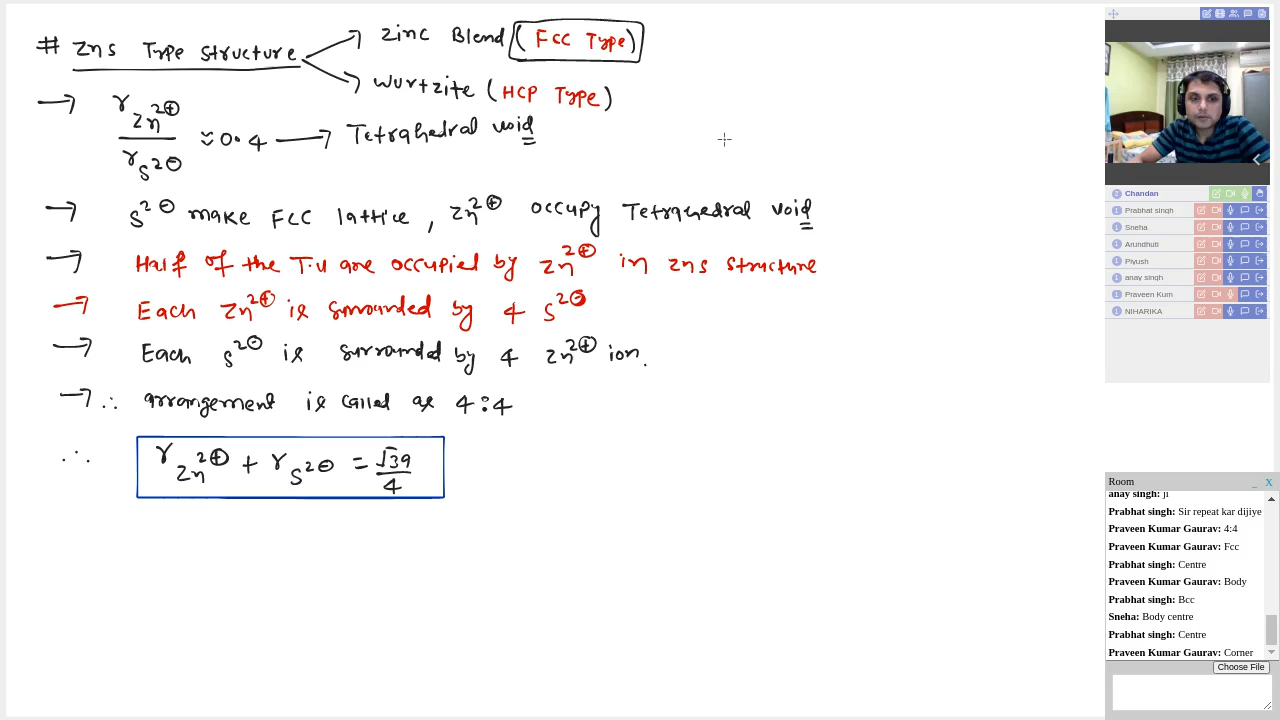 # Zns Type Structure
Zinc Blend (FCC Type)
Wurtzite (HCP Type)
→ r Zn²⊕ / r S²⊖ ≈ 0.4 → Tetrahedral void
→ S²⊖ make FCC lattice, Zn²⊕ occupy Tetrahedral void
→ Half of the T.U are occupied by Zn²⊕ in Zns structure
→ Each Zn²⊕ is surrounded by 4 S²⊖
→ Each S²⊖ is surrounded by 4 Zn²⊕ ion.
→ ∴ arrangement is called as 4:4
∴ r Zn²⊕ + r S²⊖ = √3a/4
Chandan
Prabhat singh
Sneha
Arundhuti
Piyush
anay singh
Praveen Kum
NIHARIKA
Room _ X
anay singh: ji
Prabhat singh: Sir repeat kar dijiye
Praveen Kumar Gaurav: 4:4
Praveen Kumar Gaurav: Fcc
Prabhat singh: Centre
Praveen Kumar Gaurav: Body
Prabhat singh: Bcc
Sneha: Body centre
Prabhat singh: Centre
Praveen Kumar Gaurav: Corner
Choose File